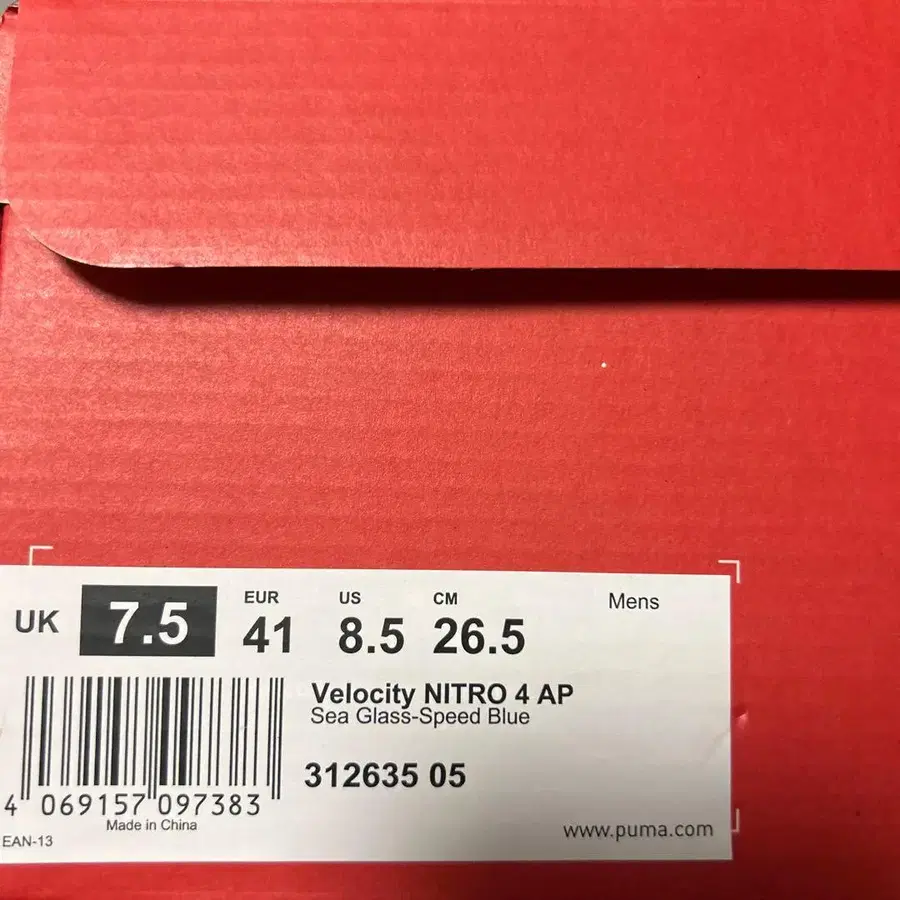 UK 7.5 EUR 41 US 8.5 CM 26.5 Mens
Velocity NITRO 4 AP
Sea Glass-Speed Blue
312635 05
4 069157 097383
Made in China
EAN-13
www.puma.com